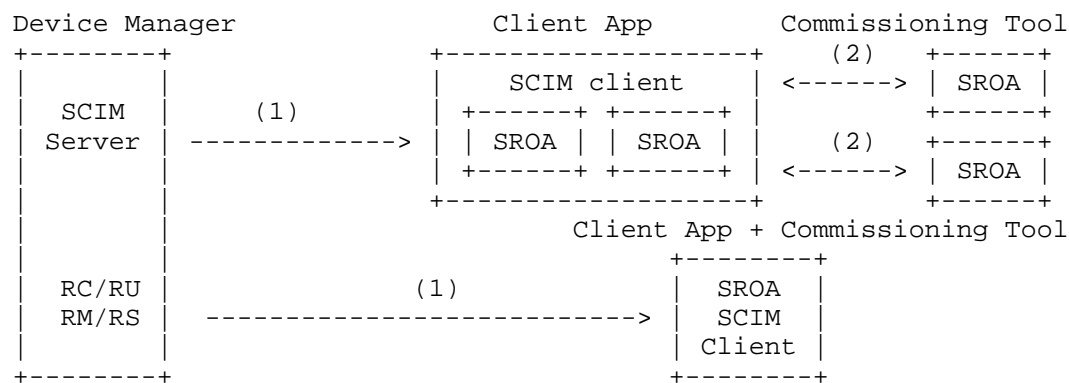 Device Manager Client App Commissioning Tool
(2)
SCIM client <------> SROA
SCIM (1)
Server -------------> SROA SROA (2)
<------> SROA
Client App + Commissioning Tool
RC/RU (1) SROA
RM/RS --------------------------> SCIM
Client